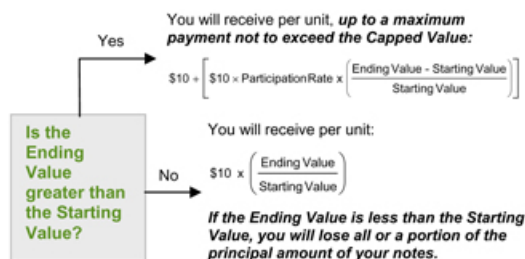 You will receive per unit, up to a maximum
payment not to exceed the Capped Value:
Yes
$10 + [ $10 × Participation Rate x ( Ending Value - Starting Value
Starting Value ) ]
Is the
Ending
Value
greater than
the Starting
Value?
You will receive per unit:
No
$10 x ( Ending Value
Starting Value )
If the Ending Value is less than the Starting
Value, you will lose all or a portion of the
principal amount of your notes.